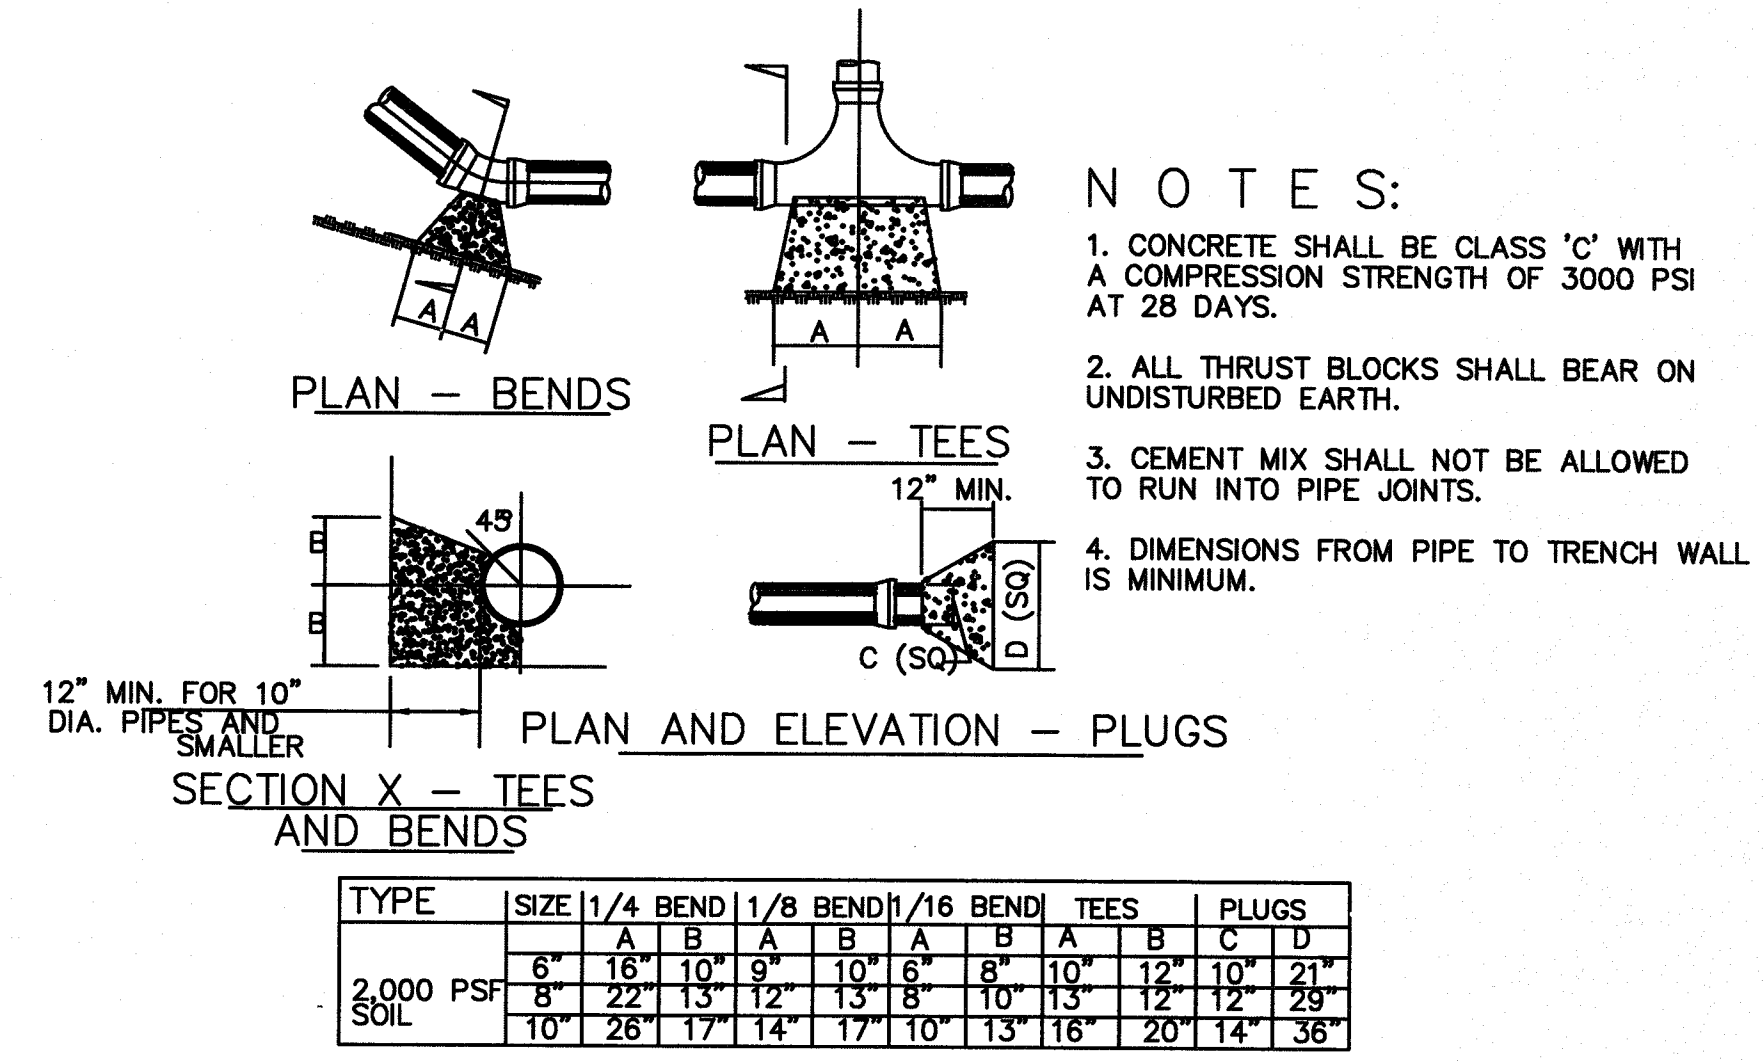 A
A
PLAN – BENDS
A
A
PLAN – TEES
N O T E S:
1. CONCRETE SHALL BE CLASS 'C' WITH
A COMPRESSION STRENGTH OF 3000 PSI
AT 28 DAYS.
2. ALL THRUST BLOCKS SHALL BEAR ON
UNDISTURBED EARTH.
3. CEMENT MIX SHALL NOT BE ALLOWED
TO RUN INTO PIPE JOINTS.
4. DIMENSIONS FROM PIPE TO TRENCH WALL
IS MINIMUM.
45°
B
B
12" MIN. FOR 10"
DIA. PIPES AND
SMALLER
SECTION X – TEES
AND BENDS
12" MIN.
C (SQ)
D (SQ)
PLAN AND ELEVATION – PLUGS
TYPE SIZE 1/4 BEND 1/8 BEND 1/16 BEND TEES PLUGS
A B A B A B A B C D
2,000 PSF
SOIL
6" 16" 10" 9" 10" 6" 8" 10" 12" 10" 21"
8" 22" 13" 12" 13" 8" 10" 13" 12" 12" 29"
10" 26" 17" 14" 17" 10" 13" 16" 20" 14" 36"